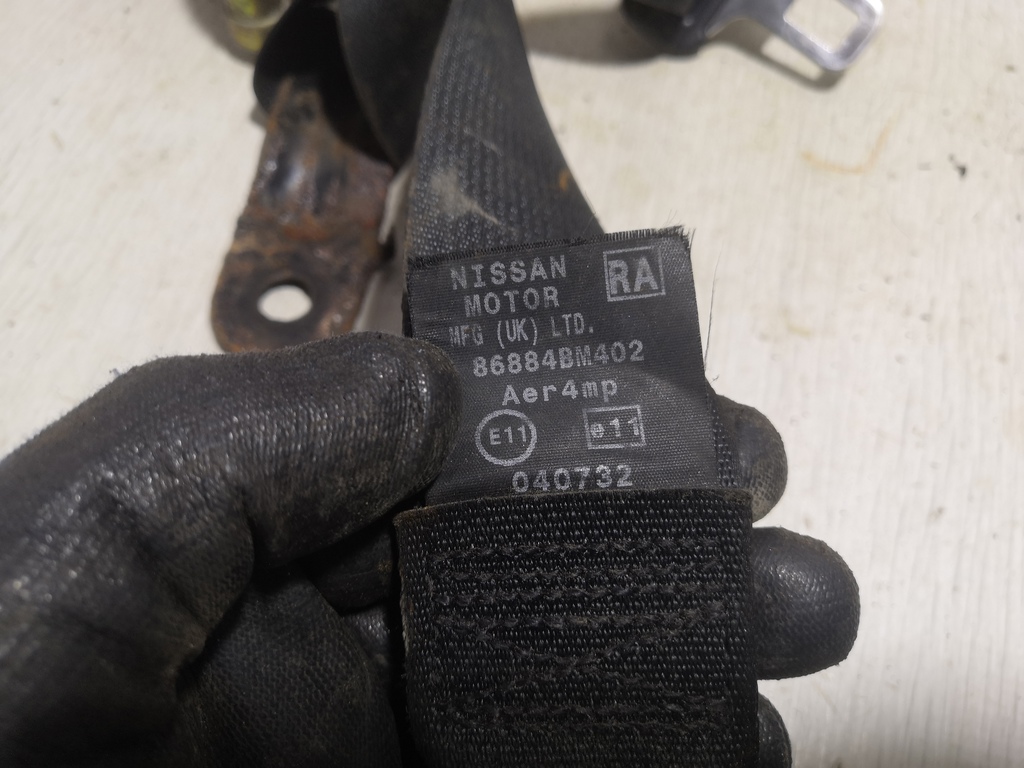 NISSAN RA
MOTOR
MFG (UK) LTD.
86884BM402
Aer4mp
E11 e11
040732